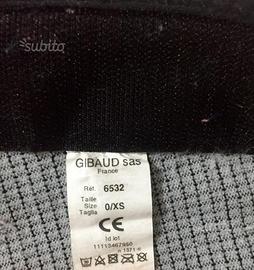 subito
GIBAUD sas
France
Réf. 6532
Taille
Size 0/XS
Taglia
CE
Id lot